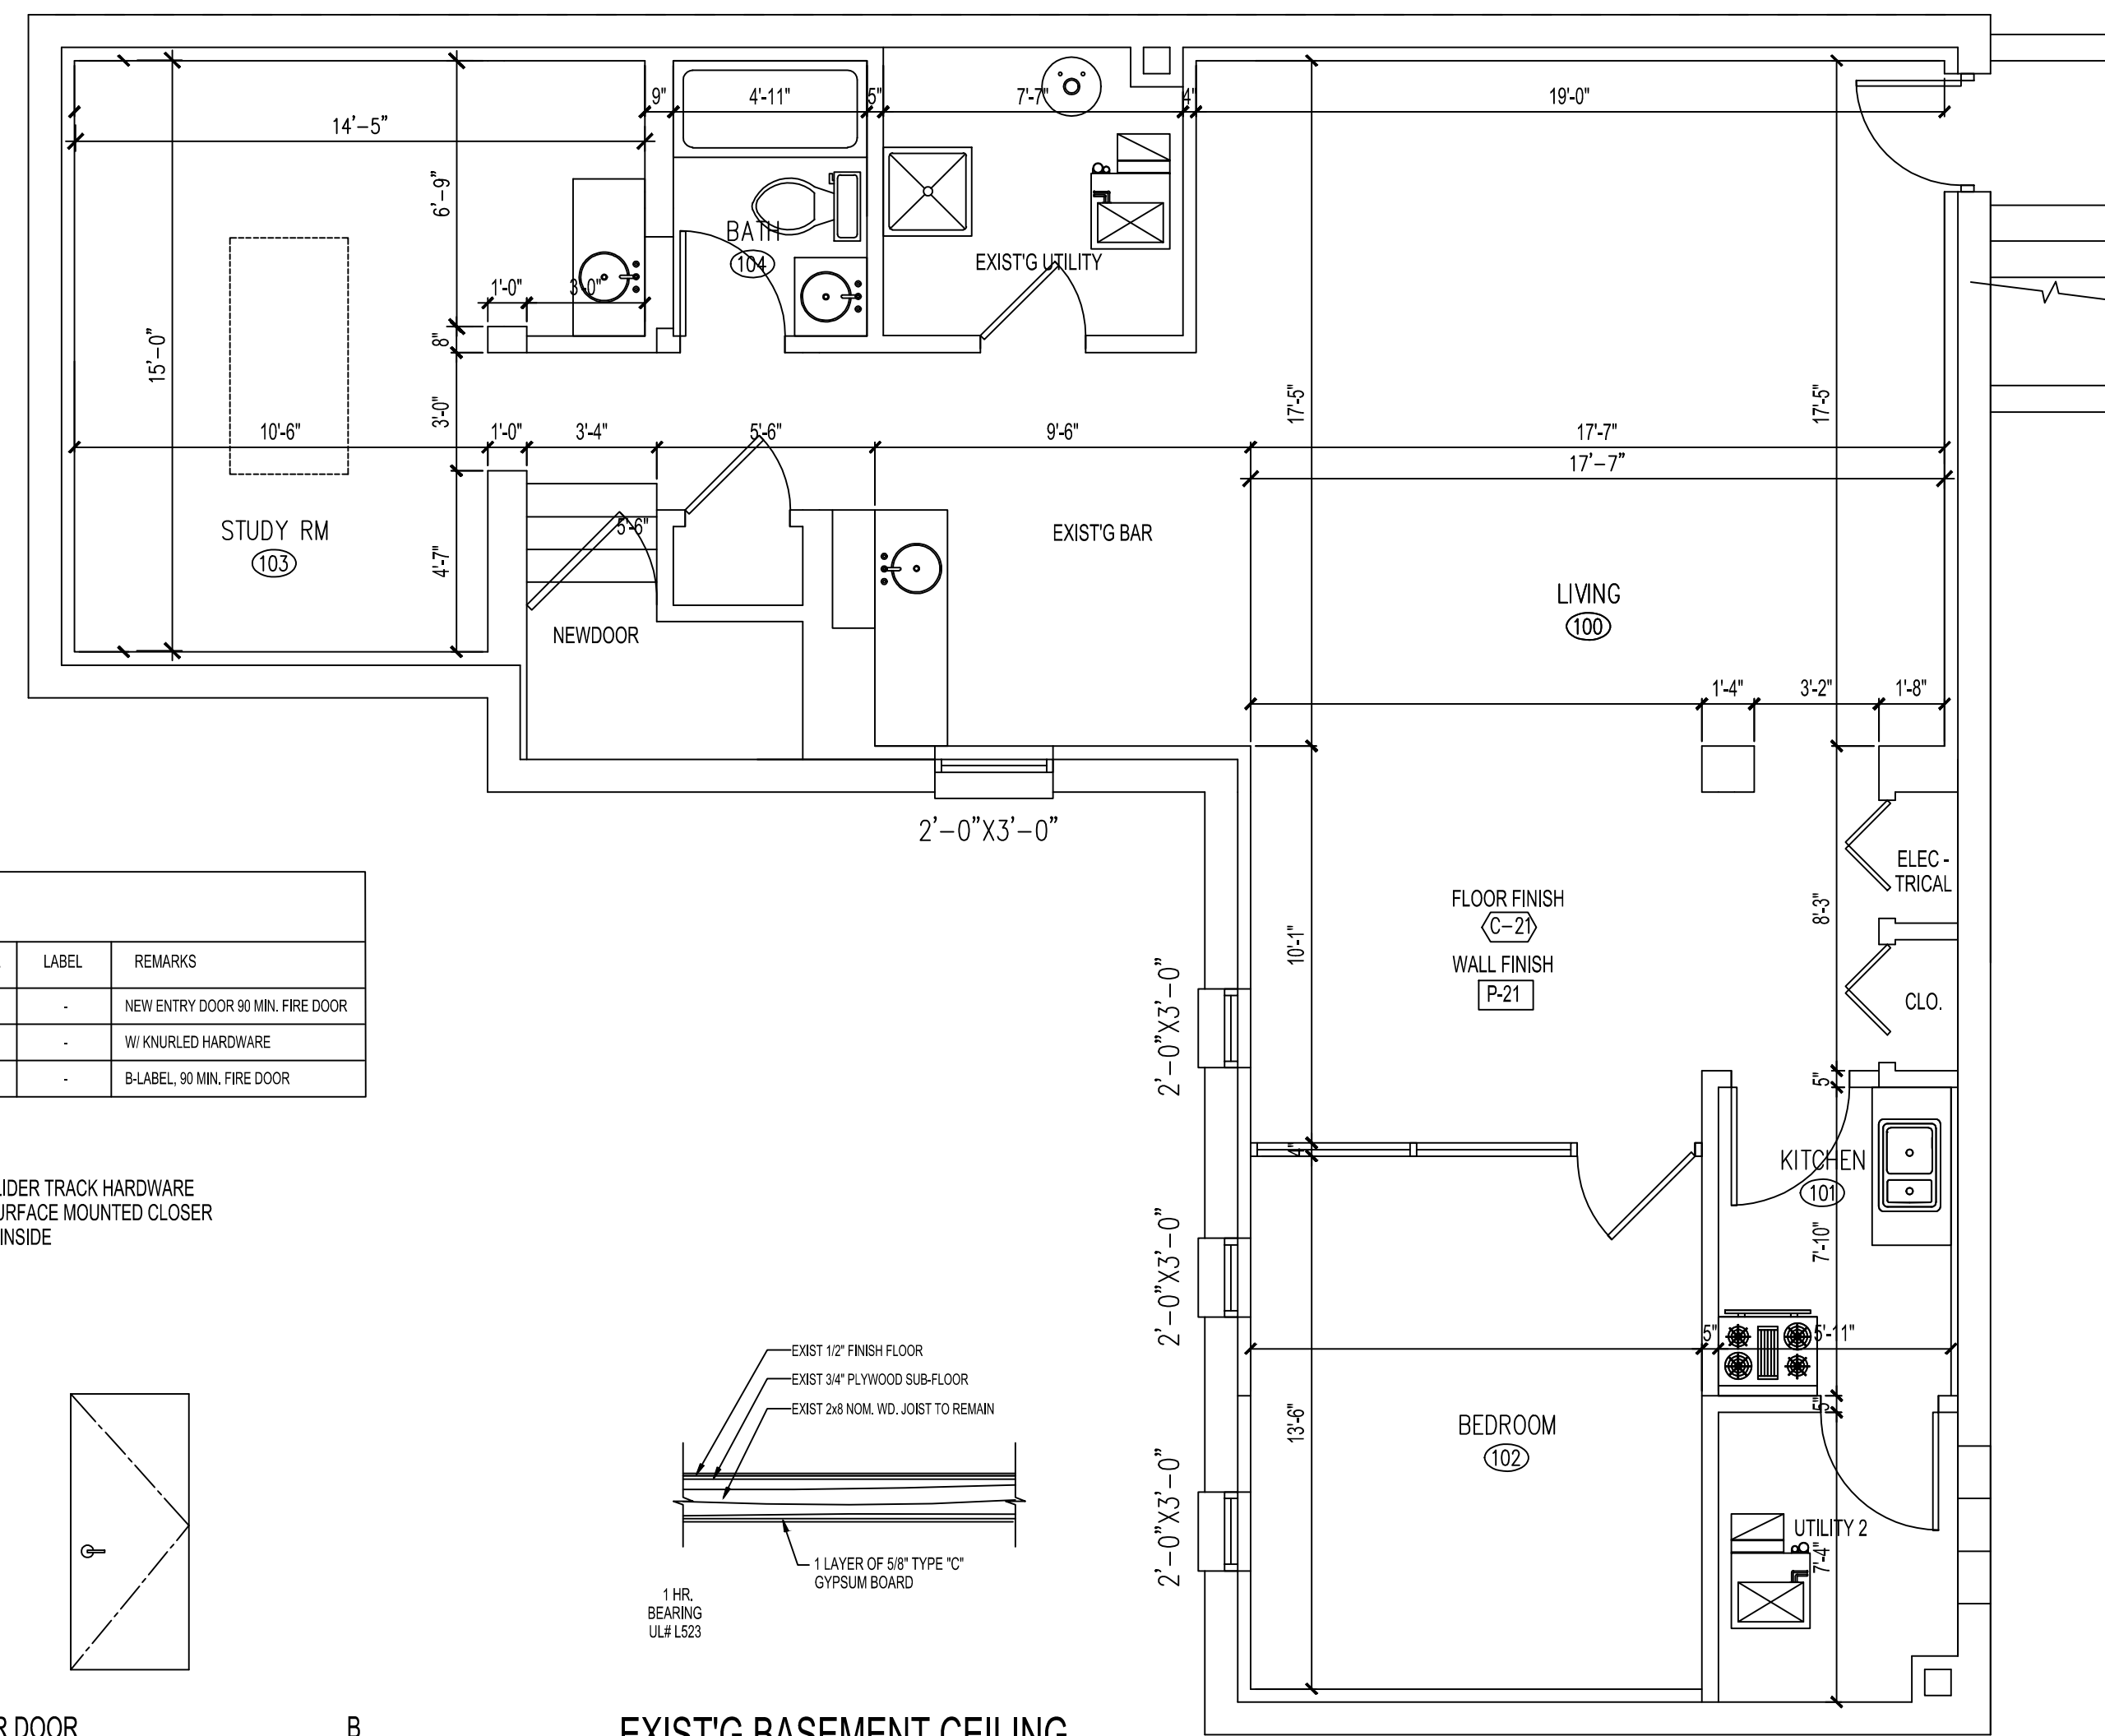 9"
4'-11"
5"
7'-7"
4"
19'-0"
14'-5"
6'-9"
BATH
104
EXIST'G UTILITY
1'-0"
3'-0"
8"
15'-0"
3'-0"
17'-5"
17'-5"
10'-6"
1'-0"
3'-4"
5'-6"
9'-6"
17'-7"
17'-7"
STUDY RM
103
4'-7"
5'-6"
EXIST'G BAR
NEWDOOR
LIVING
100
1'-4"
3'-2"
1'-8"
2'-0"X3'-0"
ELEC -
TRICAL
FLOOR FINISH
C-21
WALL FINISH
P-21
10'-1"
8'-3"
CLO.
2'-0"X3'-0"
LABEL
REMARKS
-
NEW ENTRY DOOR 90 MIN. FIRE DOOR
-
W/ KNURLED HARDWARE
-
B-LABEL, 90 MIN. FIRE DOOR
5"
4"
KITCHEN
101
LIDER TRACK HARDWARE
URFACE MOUNTED CLOSER
INSIDE
2'-0"X3'-0"
7'-10"
5"
5'-11"
5"
EXIST 1/2" FINISH FLOOR
EXIST 3/4" PLYWOOD SUB-FLOOR
EXIST 2x8 NOM. WD. JOIST TO REMAIN
13'-6"
BEDROOM
102
2'-0"X3'-0"
UTILITY 2
7'-4"
1 LAYER OF 5/8" TYPE "C"
GYPSUM BOARD
1 HR.
BEARING
UL# L523
R DOOR
B
EXIST'G BASEMENT CEILING